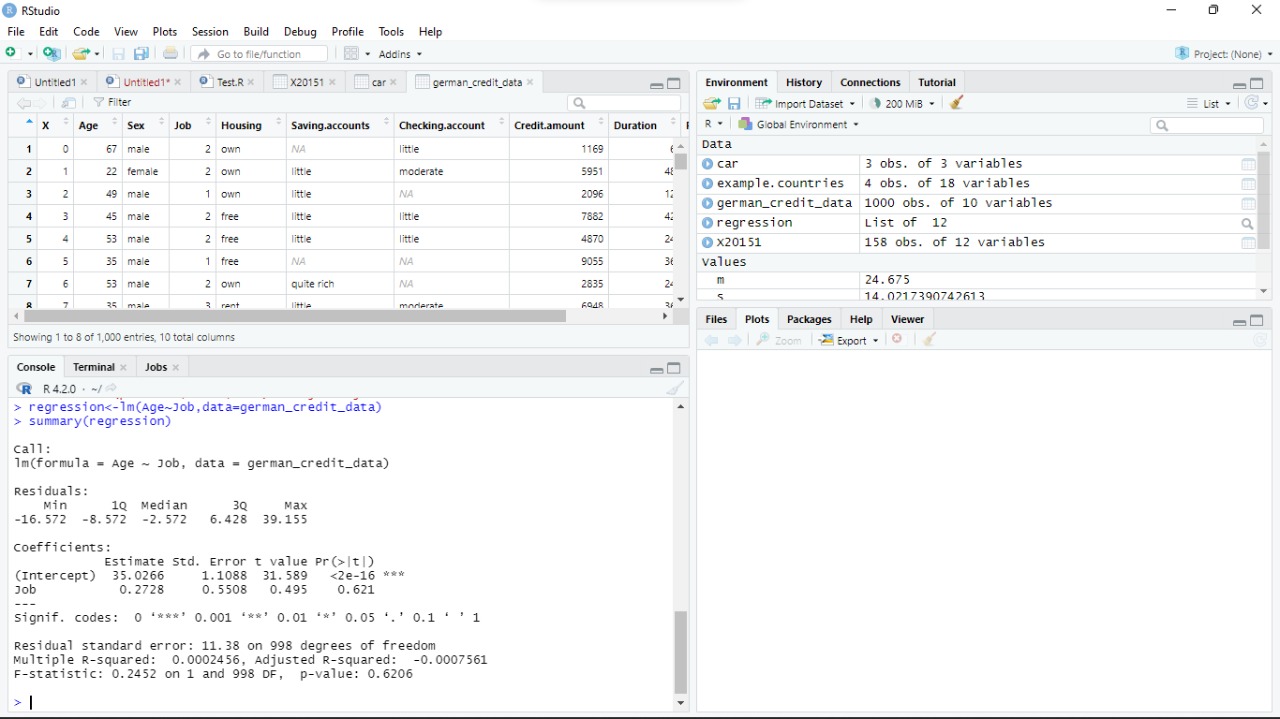 RStudio
File Edit Code View Plots Session Build Debug Profile Tools Help
Go to file/function Addins Project: (None)
Untitled1 Untitled1* Test.R X20151 car german_credit_data
Filter
X Age Sex Job Housing Saving.accounts Checking.account Credit.amount Duration
1 0 67 male 2 own NA little 1169
2 1 22 female 2 own little moderate 5951 48
3 2 49 male 1 own little NA 2096 12
4 3 45 male 2 free little little 7882 42
5 4 53 male 2 free little little 4870 24
6 5 35 male 1 free NA NA 9055 36
7 6 53 male 2 own quite rich NA 2835 24
8 7 35 male 3 rent little moderate 6948 36
Showing 1 to 8 of 1,000 entries, 10 total columns
Console Terminal Jobs
R 4.2.0 · ~/
> regression<-lm(Age~Job,data=german_credit_data)
> summary(regression)
Call:
lm(formula = Age ~ Job, data = german_credit_data)
Residuals:
Min 1Q Median 3Q Max
-16.572 -8.572 -2.572 6.428 39.155
Coefficients:
Estimate Std. Error t value Pr(>|t|)
(Intercept) 35.0266 1.1088 31.589 <2e-16 ***
Job 0.2728 0.5508 0.495 0.621
---
Signif. codes: 0 ‘***’ 0.001 ‘**’ 0.01 ‘*’ 0.05 ‘.’ 0.1 ‘ ’ 1
Residual standard error: 11.38 on 998 degrees of freedom
Multiple R-squared: 0.0002456, Adjusted R-squared: -0.0007561
F-statistic: 0.2452 on 1 and 998 DF, p-value: 0.6206
>
Environment History Connections Tutorial
Import Dataset 200 MiB List
R Global Environment
Data
car 3 obs. of 3 variables
example.countries 4 obs. of 18 variables
german_credit_data 1000 obs. of 10 variables
regression List of 12
X20151 158 obs. of 12 variables
Values
m 24.675
s 14.0217390742613
Files Plots Packages Help Viewer
Zoom Export